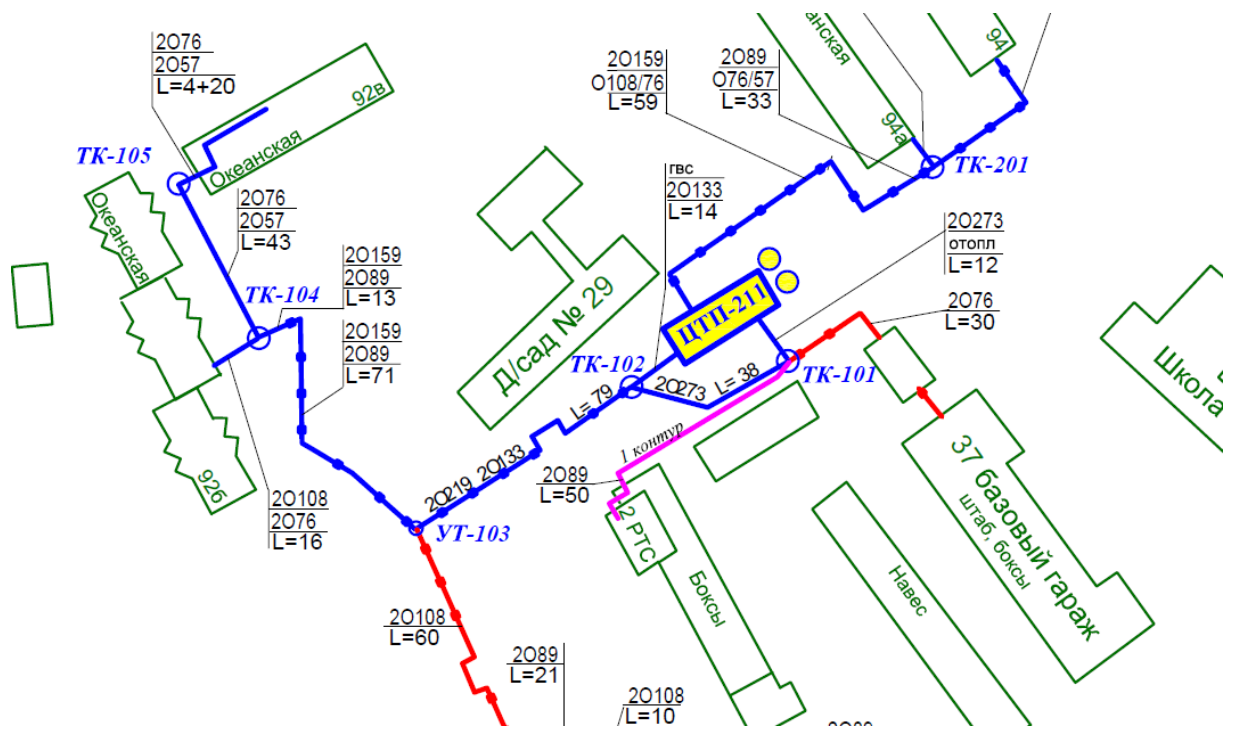 2О76
2О57
L=4+20
92в
Океанская
ТК-105
Океанская
2О76
2О57
L=43
2О159
2О89
L=13
ТК-104
2О159
2О89
L=71
92б
2О108
2О76
L=16
2О159
О108/76
L=59
2О89
О76/57
L=33
нская
94а
94
ТК-201
гвс
2О133
L=14
2О273
отопл
L=12
2О76
L=30
Д/сад № 29
ЦТП-211
ТК-102
ТК-101
2О273 L= 38
L= 79
2О219 2О133
УТ-103
1 контур
2О89
L=50
2 РТС
Боксы
Навес
37 базовый гараж
штаб, боксы
Школа
2О108
L=60
2О89
L=21
2О108
L=10